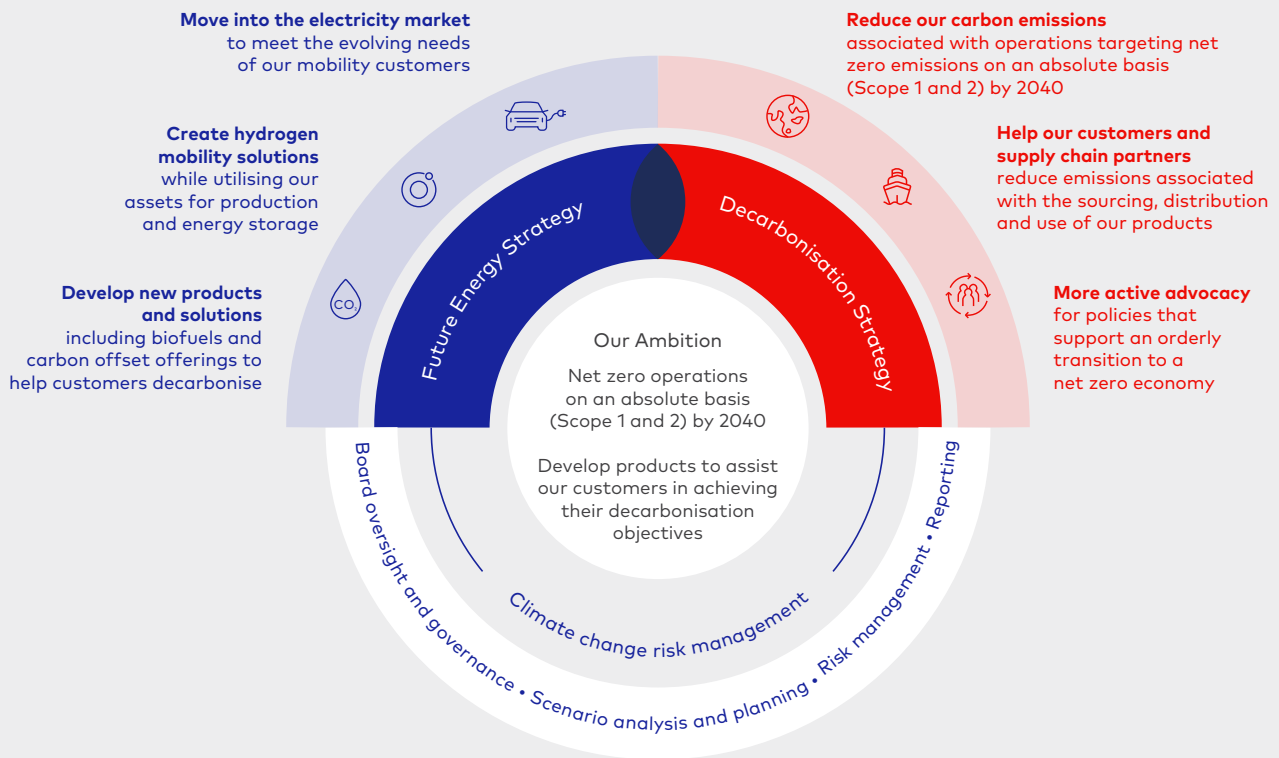 Move into the electricity market
to meet the evolving needs
of our mobility customers
Create hydrogen
mobility solutions
while utilising our
assets for production
and energy storage
Develop new products
and solutions
including biofuels and
carbon offset offerings to
help customers decarbonise
Reduce our carbon emissions
associated with operations targeting net
zero emissions on an absolute basis
(Scope 1 and 2) by 2040
Help our customers and
supply chain partners
reduce emissions associated
with the sourcing, distribution
and use of our products
More active advocacy
for policies that
support an orderly
transition to a
net zero economy
CO₂
Future Energy Strategy
Decarbonisation Strategy
Our Ambition
Net zero operations
on an absolute basis
(Scope 1 and 2) by 2040
Develop products to assist
our customers in achieving
their decarbonisation
objectives
Climate change risk management
Board oversight and governance • Scenario analysis and planning • Risk management • Reporting